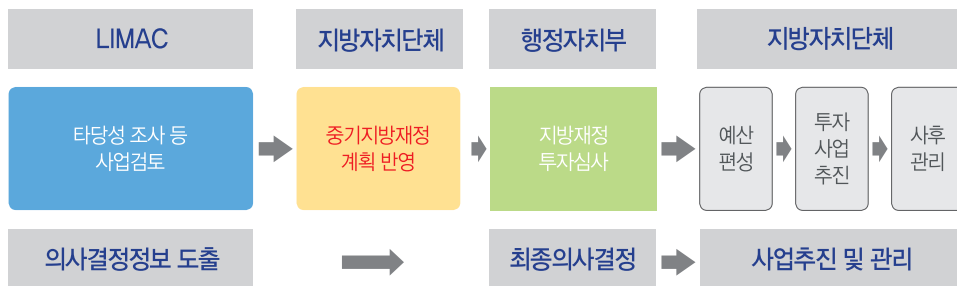 LIMAC
지방자치단체
행정자치부
지방자치단체
타당성 조사 등
사업검토
중기지방재정
계획 반영
지방재정
투자심사
예산
편성
투자
사업
추진
사후
관리
의사결정정보 도출
최종의사결정
사업추진 및 관리